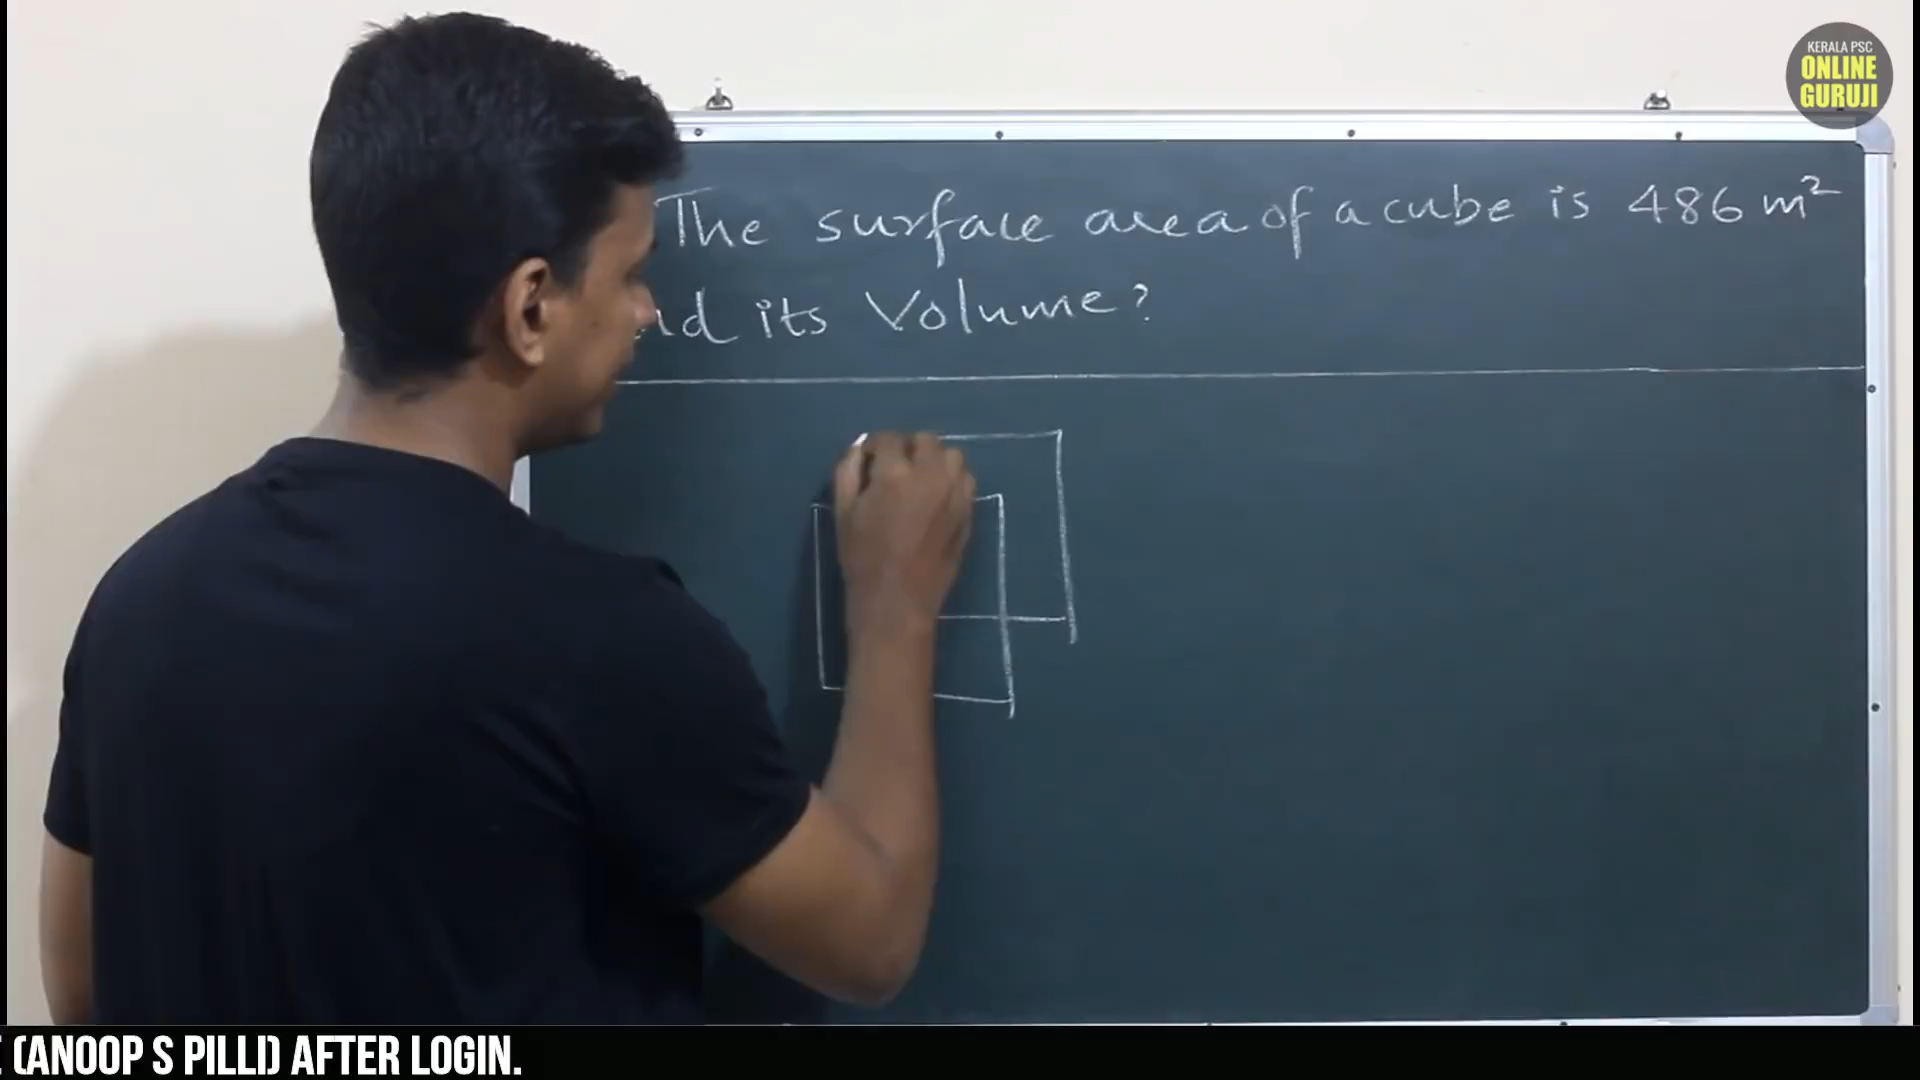 KERALA PSC
ONLINE
GURUJI
The surface area of a cube is 486 m²
its Volume?
(ANOOP S PILLI) AFTER LOGIN.